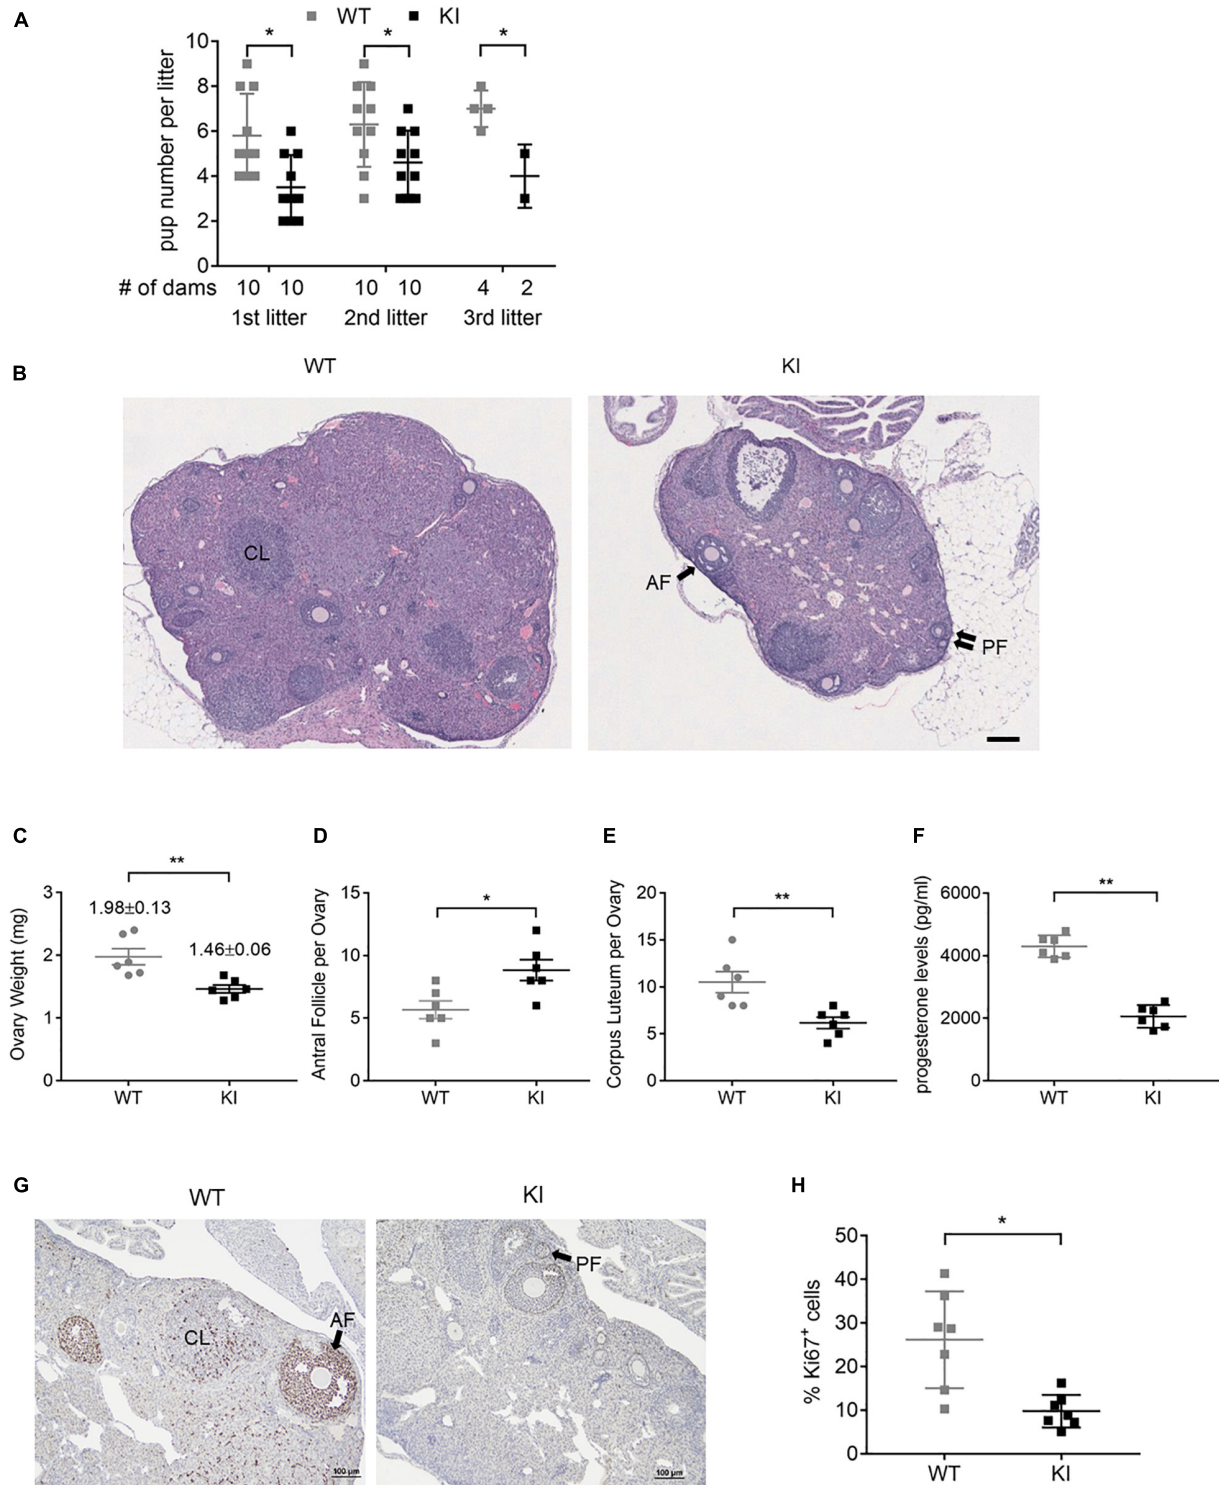 A
WT KI
* * *
pup number per litter
10
8
6
4
2
0
# of dams 10 10 10 10 4 2
1st litter 2nd litter 3rd litter
B
WT KI
CL
AF
PF
C
**
1.98±0.13
1.46±0.06
Ovary Weight (mg)
3
2
1
0
WT KI
D
*
Antral Follicle per Ovary
15
10
5
0
WT KI
E
**
Corpus Luteum per Ovary
20
15
10
5
0
WT KI
F
**
progesterone levels (pg/ml)
6000
4000
2000
0
WT KI
G
WT KI
CL
AF
100 µm
PF
100 µm
H
*
% Ki67⁺ cells
50
40
30
20
10
0
WT KI